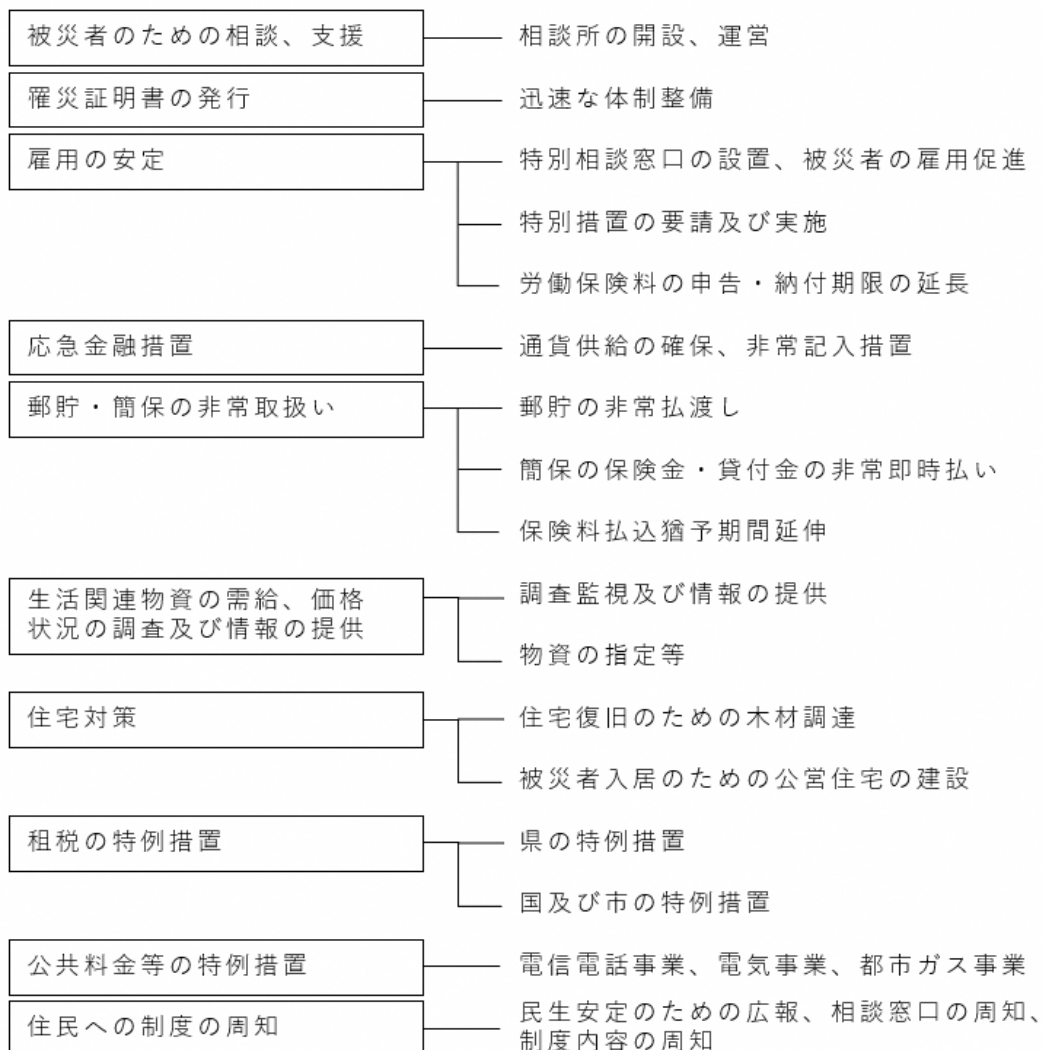 被災者のための相談、支援
相談所の開設、運営
罹災証明書の発行
迅速な体制整備
雇用の安定
特別相談窓口の設置、被災者の雇用促進
特別措置の要請及び実施
労働保険料の申告・納付期限の延長
応急金融措置
通貨供給の確保、非常記入措置
郵貯・簡保の非常取扱い
郵貯の非常払渡し
簡保の保険金・貸付金の非常即時払い
保険料払込猶予期間延伸
生活関連物資の需給、価格
状況の調査及び情報の提供
調査監視及び情報の提供
物資の指定等
住宅対策
住宅復旧のための木材調達
被災者入居のための公営住宅の建設
租税の特例措置
県の特例措置
国及び市の特例措置
公共料金等の特例措置
電信電話事業、電気事業、都市ガス事業
住民への制度の周知
民生安定のための広報、相談窓口の周知、
制度内容の周知